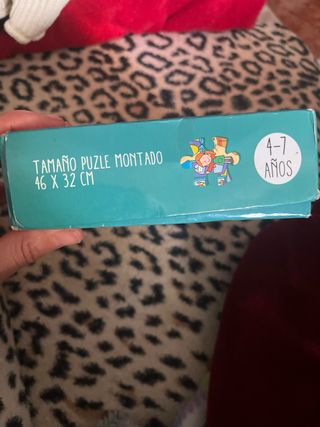 TAMAÑO PUZLE MONTADO
46 X 32 CM
4-7
AÑOS